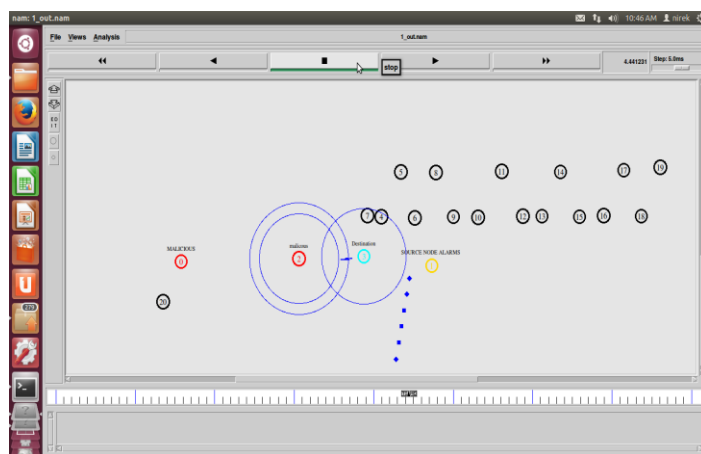 nam: 1_out.nam
10:46 AM
nirek
File Views Analysis
1_out.nam
stop
4.441231
Step: 5.0ms
5
8
11
14
17
19
7
4
6
9
10
12
13
15
16
18
MALICIOUS
0
malicious
2
Destination
SOURCE NODE ALARMS
20